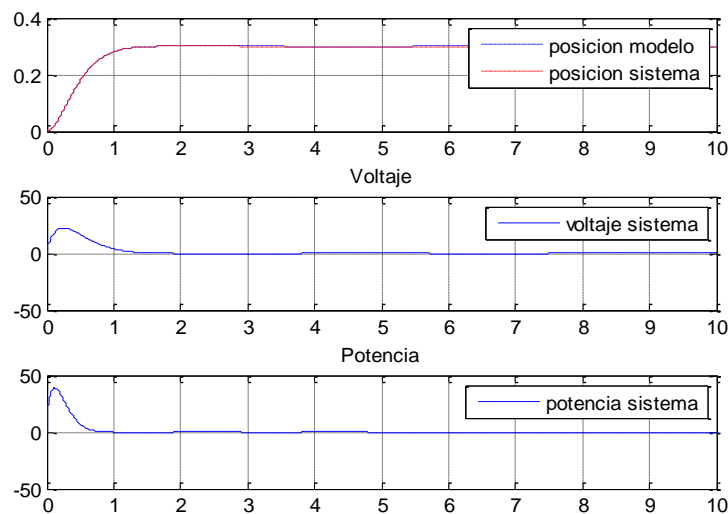 0.4
posicion modelo
0.2
posicion sistema
0
0 1 2 3 4 5 6 7 8 9 10
Voltaje
50
voltaje sistema
0
-50
0 1 2 3 4 5 6 7 8 9 10
Potencia
50
potencia sistema
0
-50
0 1 2 3 4 5 6 7 8 9 10